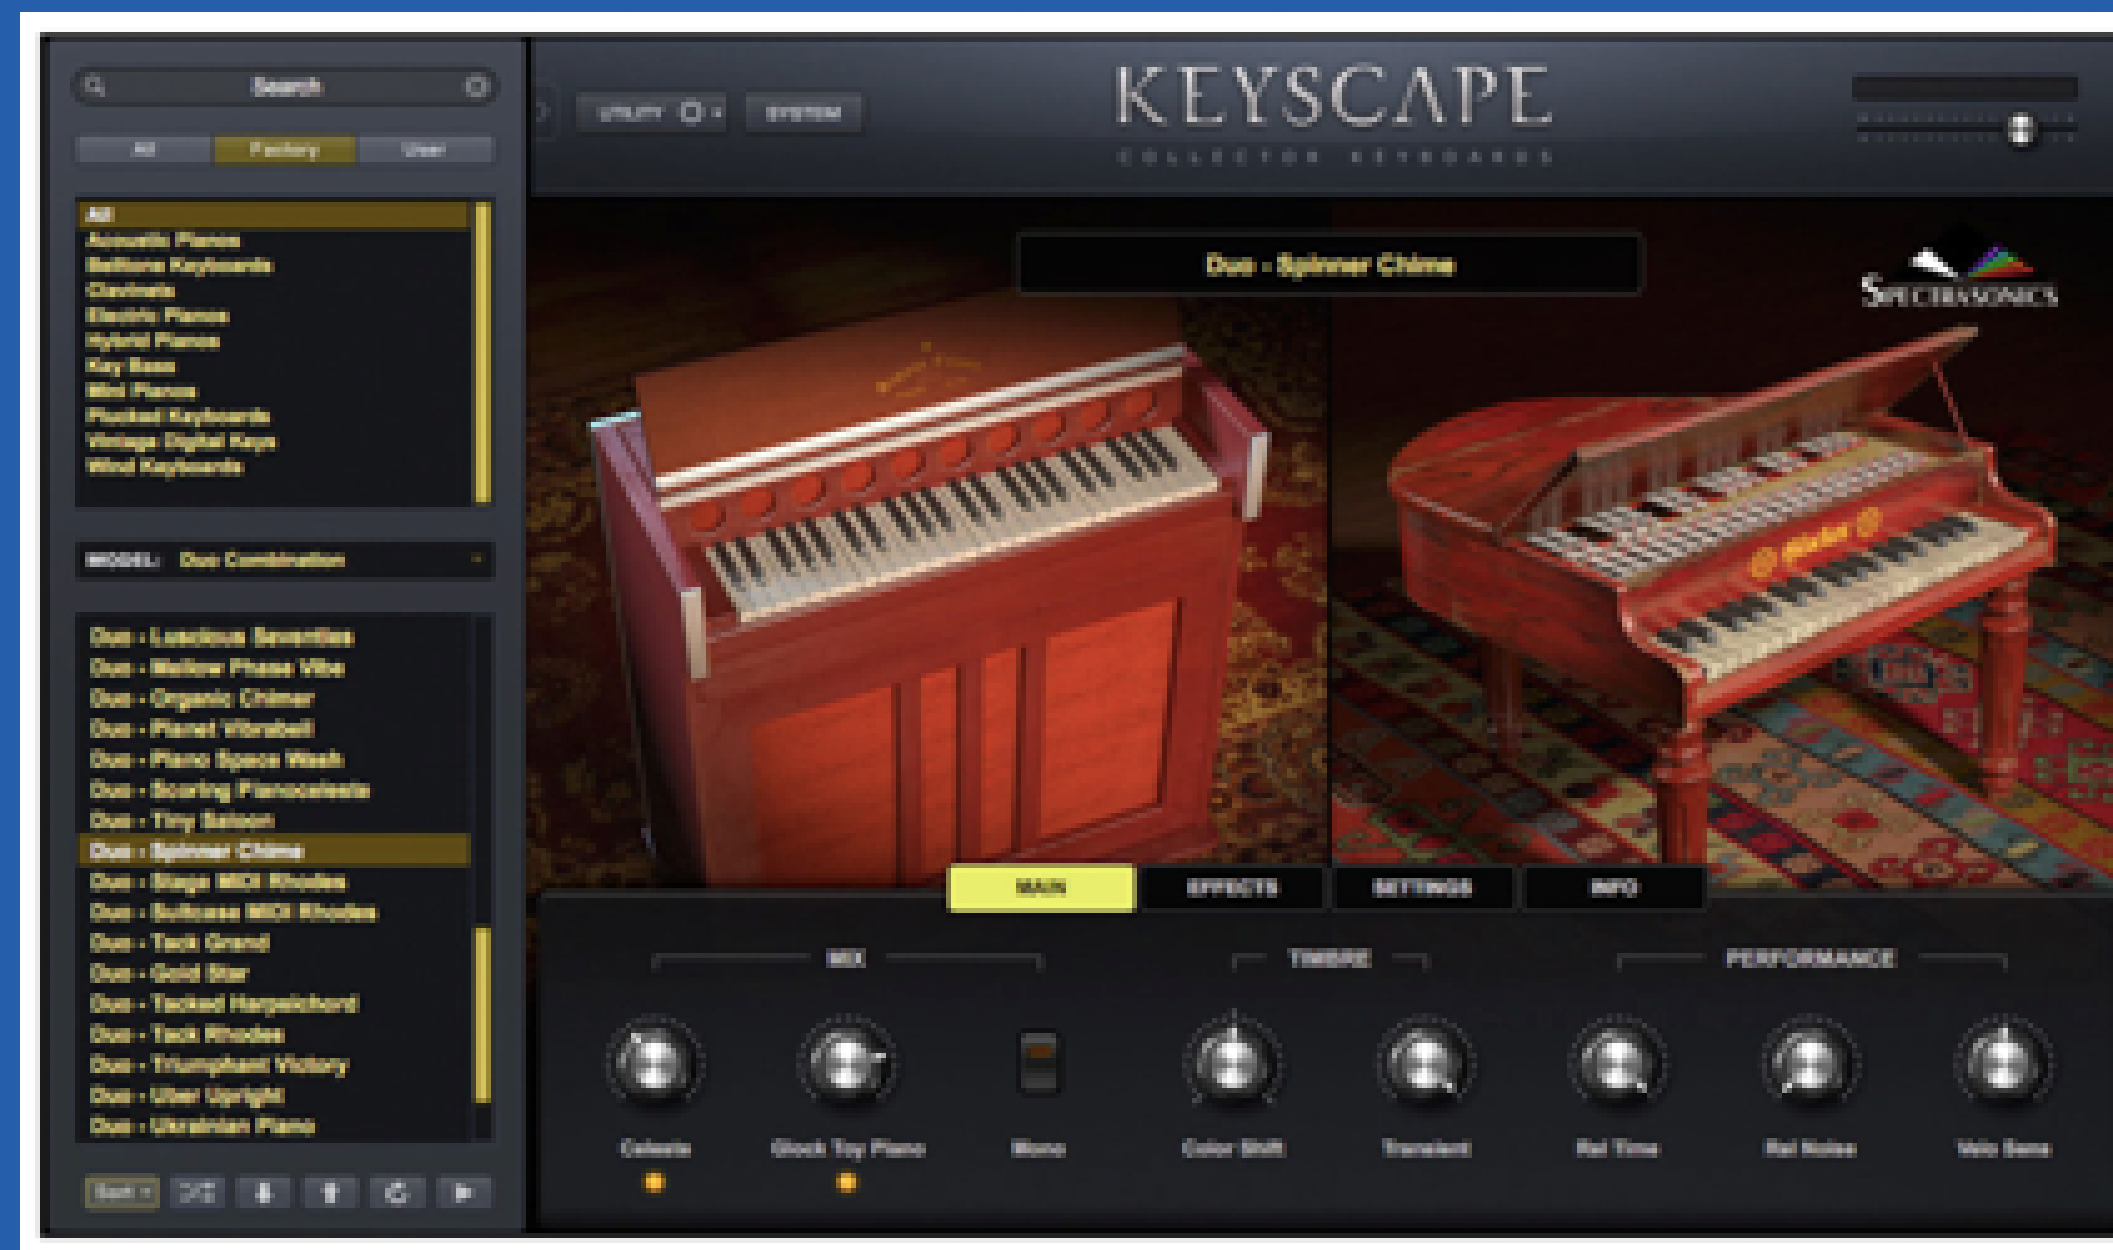 Search
All Factory User
All
Acoustic Pianos
Belltone Keyboards
Clavinets
Electric Pianos
Hybrid Pianos
Key Bass
Mini Pianos
Plucked Keyboards
Vintage Digital Keys
Wind Keyboards
MODEL: Duo Combination
Duo - Luscious Seventies
Duo - Mellow Phase Vibe
Duo - Organic Chimer
Duo - Planet Vibrabell
Duo - Piano Space Wash
Duo - Scoring Pianoceleste
Duo - Tiny Saloon
Duo - Spinner Chime
Duo - Stage MIDI Rhodes
Duo - Suitcase MIDI Rhodes
Duo - Tack Grand
Duo - Gold Star
Duo - Tacked Harpsichord
Duo - Tack Rhodes
Duo - Triumphant Victory
Duo - Uber Upright
Duo - Ukrainian Piano
Sort
UTILITY SYSTEM
KEYSCAPE
COLLECTOR KEYBOARDS
Duo - Spinner Chime
SPECTRASONICS
MAIN EFFECTS SETTINGS INFO
MIX TIMBRE PERFORMANCE
Celeste Glock Toy Piano Mono Color Shift Transient Rel Time Rel Noise Velo Sens